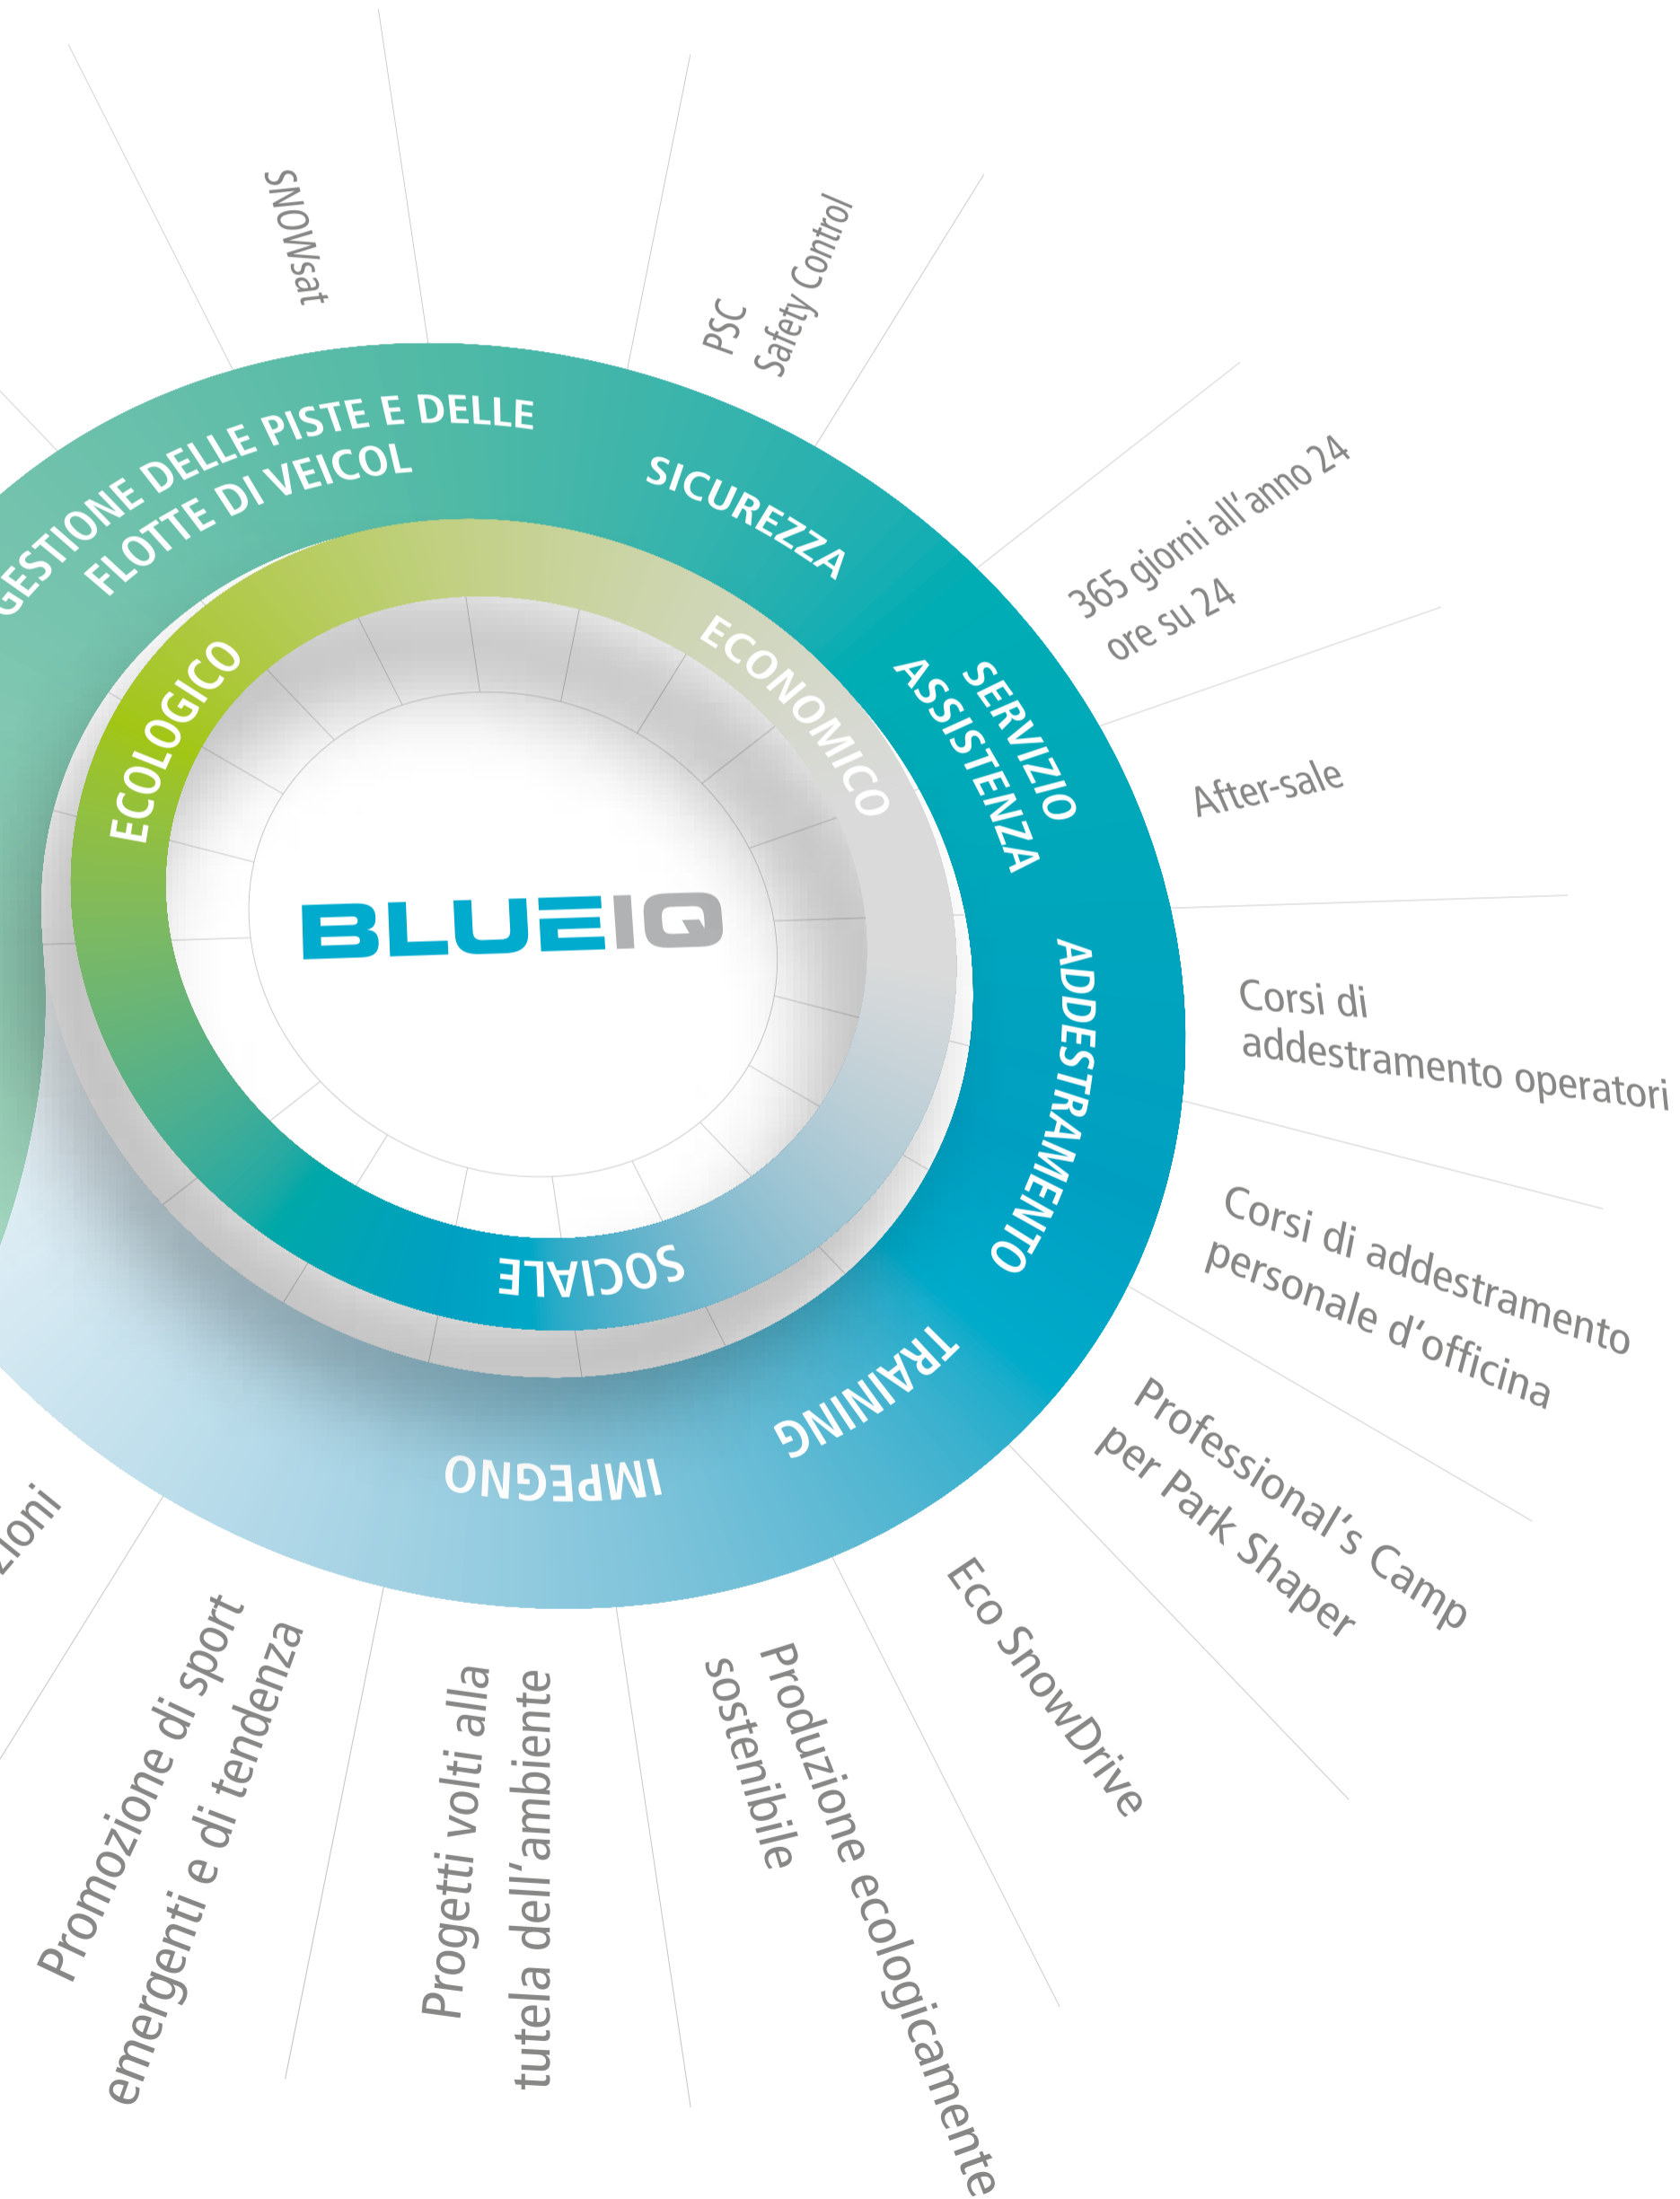 SNOWsat
PSC
Safety Control
365 giorni all' anno 24
ore su 24
After-sale
Corsi di
addestramento operatori
Corsi di addestramento
personale d'officina
Professional's Camp
per Park Shaper
Eco SnowDrive
Produzione ecologicamente
sostenibile
Progetti volti alla
tutela dell'ambiente
Promozione di sport
emergenti e di tendenza
zioni
GESTIONE DELLE PISTE E DELLE
FLOTTE DI VEICOL
SICUREZZA
SERVIZIO
ASSISTENZA
ADDESTRAMENTO
TRAINING
IMPEGNO
ECOLOGICO
ECONOMICO
SOCIALE
BLUEIQ